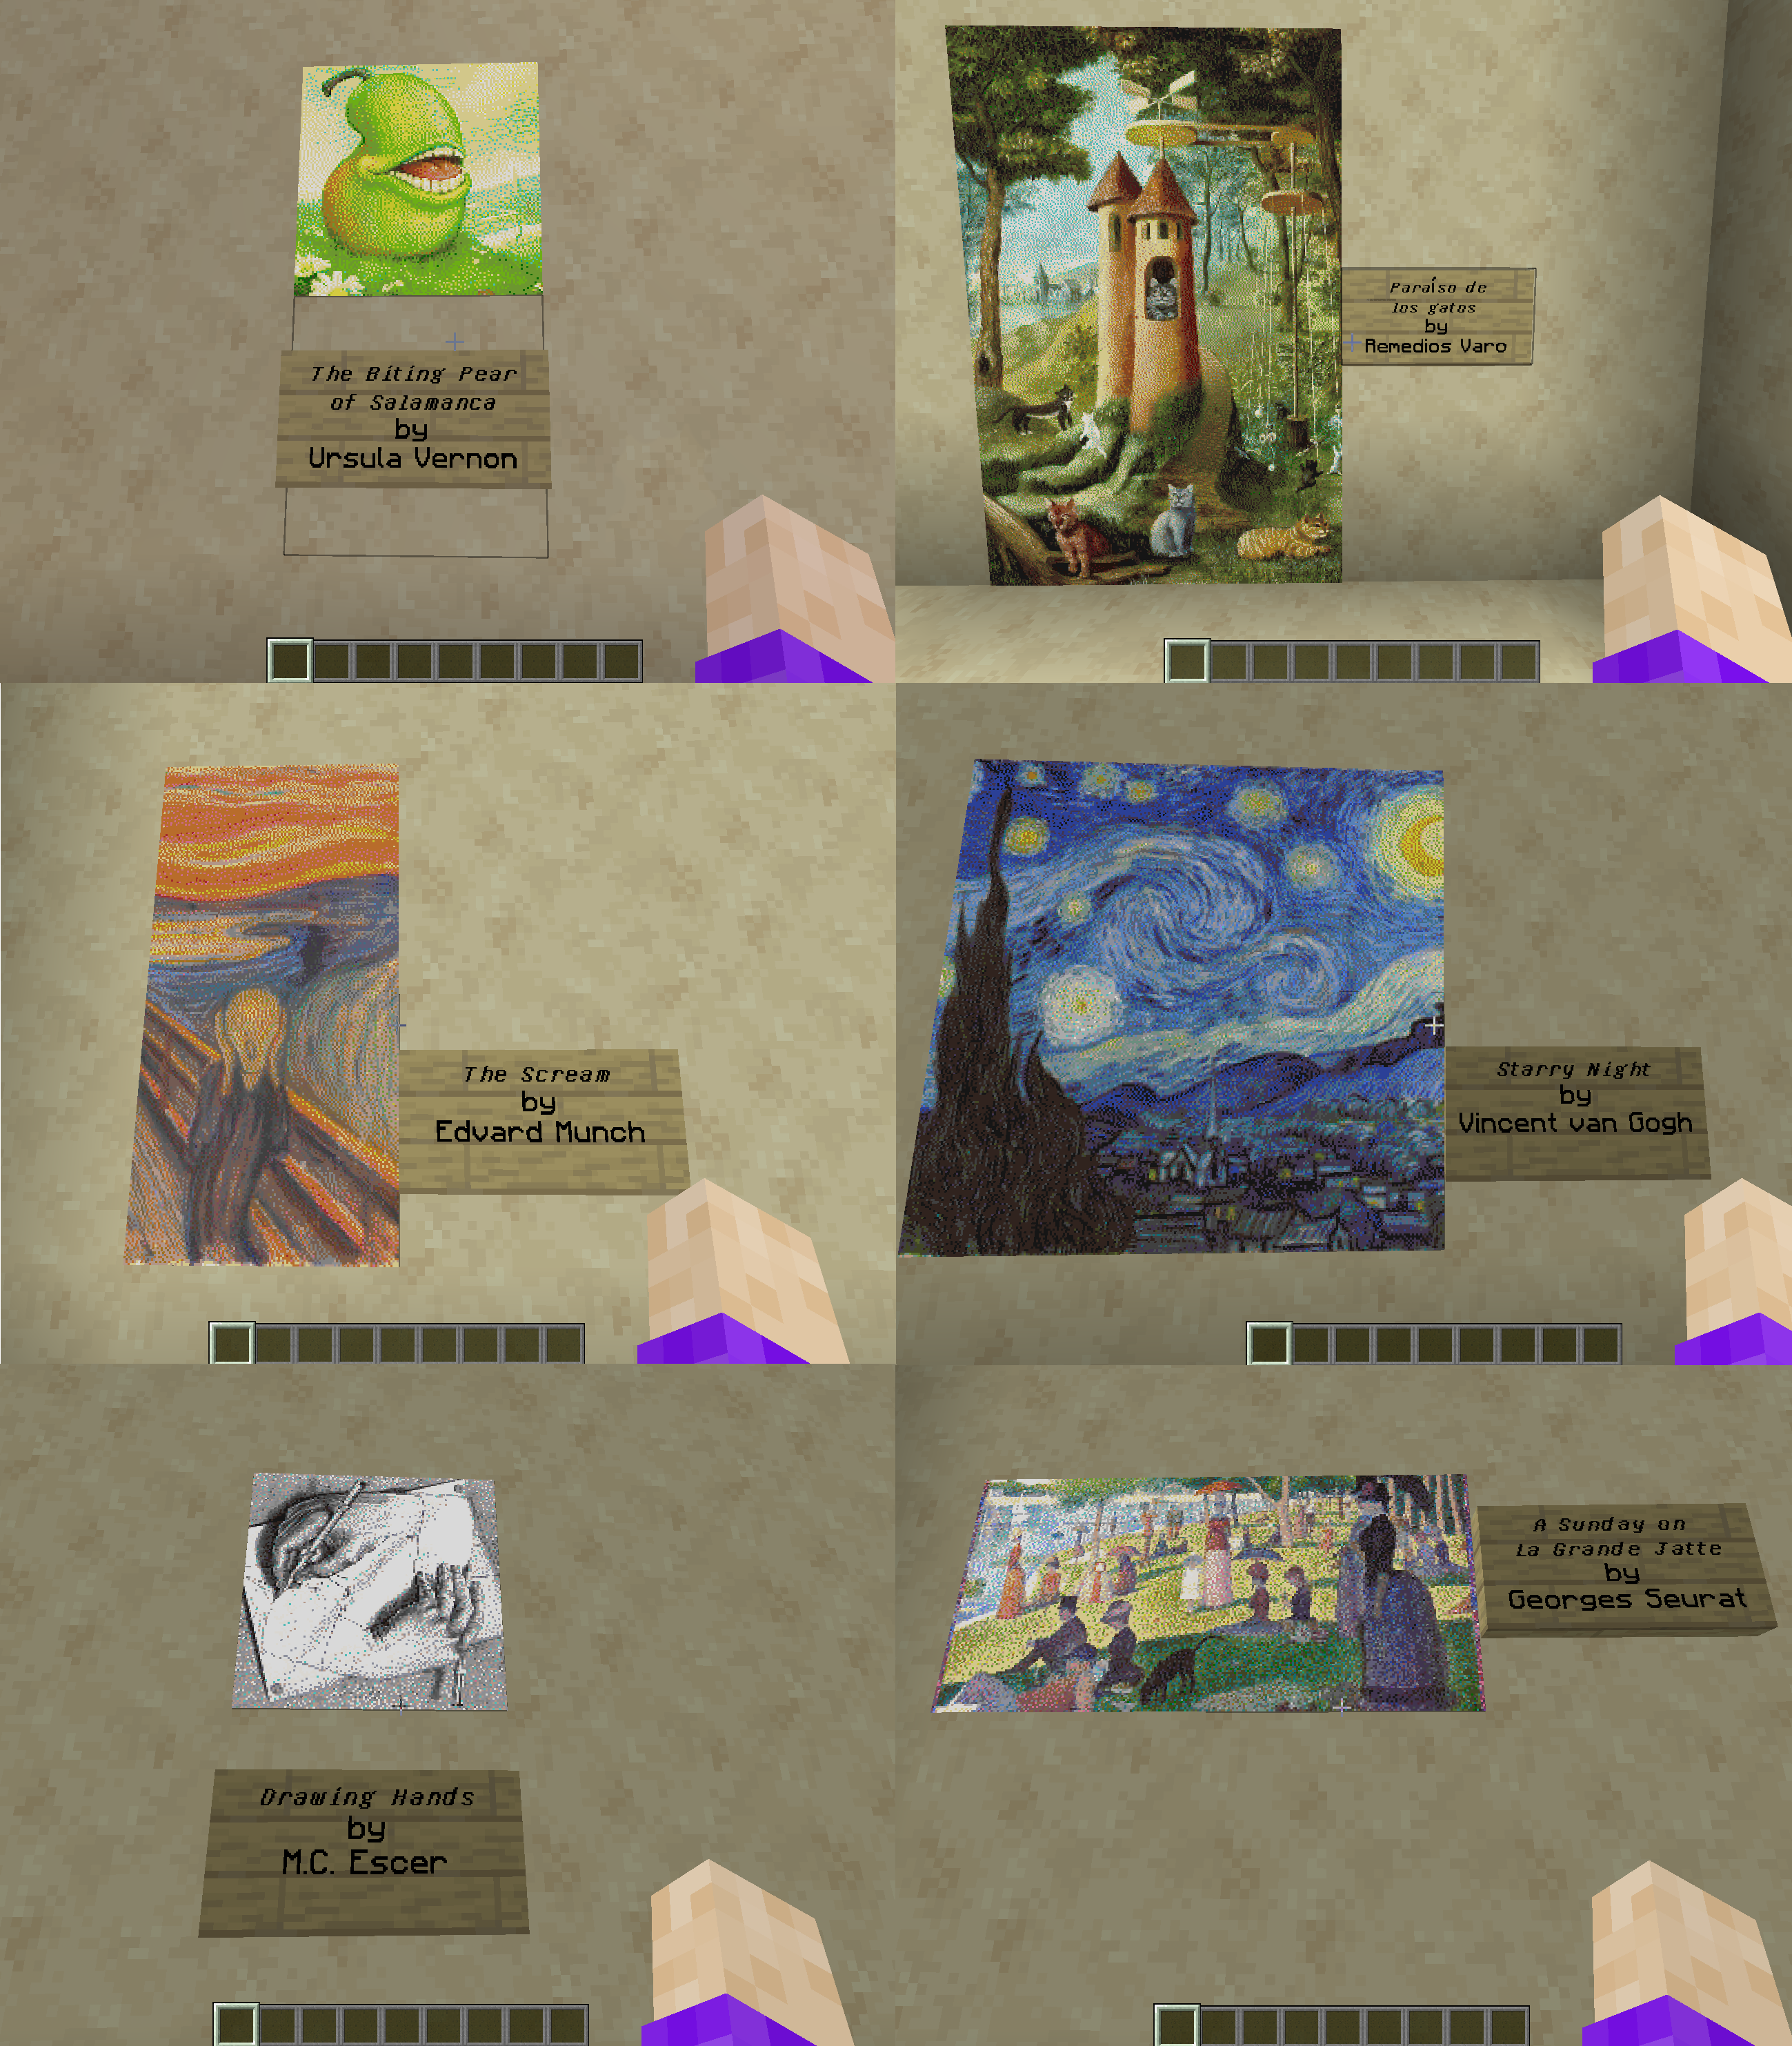 The Biting Pear
of Salamanca
by
Ursula Vernon
Paraíso de
los gatos
by
Remedios Varo
The Scream
by
Edvard Munch
Starry Night
by
Vincent van Gogh
Drawing Hands
by
M.C. Escer
A Sunday on
La Grande Jatte
by
Georges Seurat